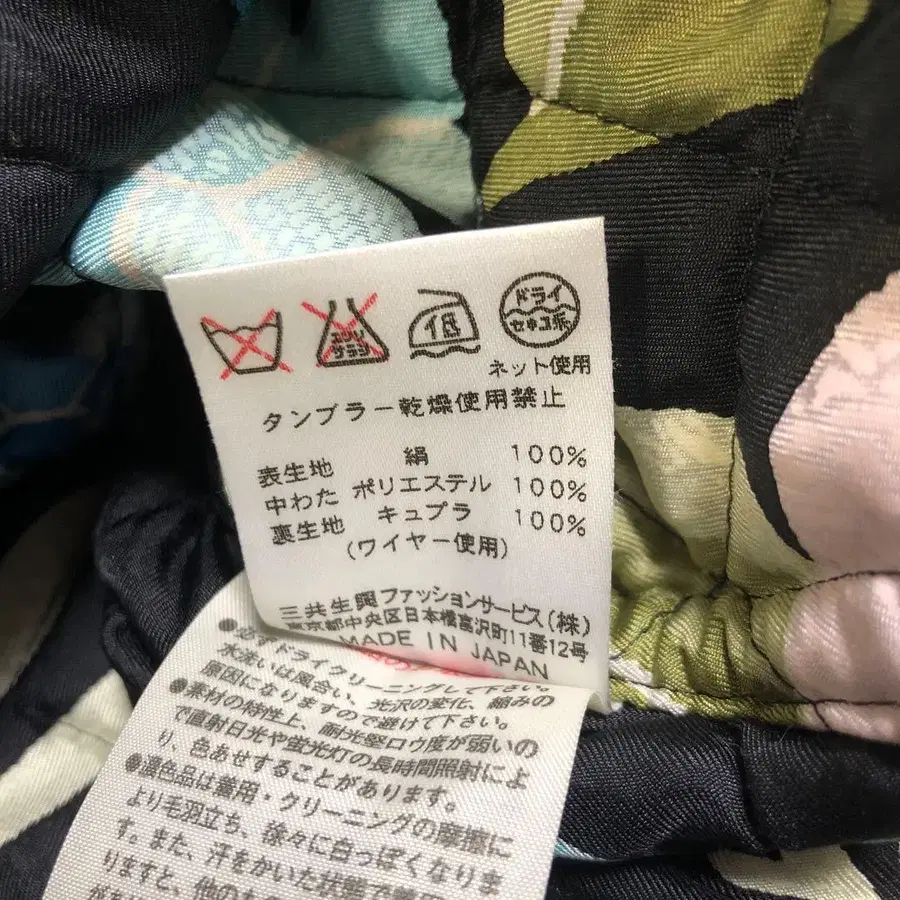 エンソ
サラシ
低
ドライ
セキユ系
ネット使用
タンブラー乾燥使用禁止
表生地 絹 100%
中わた ポリエステル 100%
裏生地 キュプラ 100%
(ワイヤー使用)
三共生興ファッションサービス(株)
東京都中央区日本橋富沢町11番12号
MADE IN JAPAN
●必ずドライクリーニングして下さい。
水洗いは風合い、光沢の変化、縮みの
原因になりますので避けて下さい。
●素材の特性上、耐光堅ロウ度が弱いの
で直射日光や蛍光灯の長時間照射によ
り、色あせすることがあります。
●濃色品は着用・クリーニングの摩擦に
より毛羽立ち、徐々に白っぽくなりま
す。また、汗をかいた状態で着用
りますと、他の